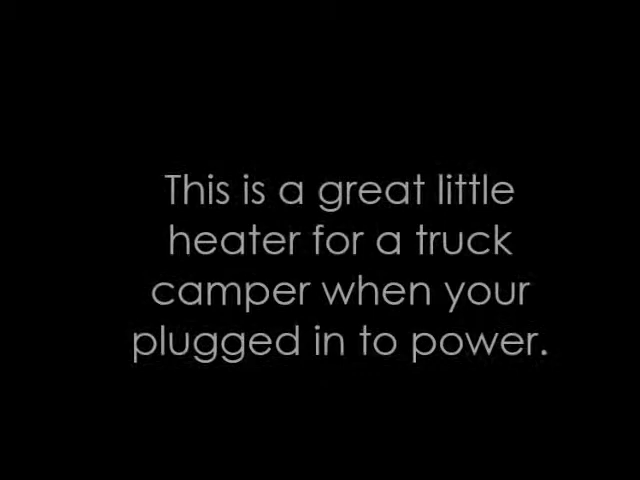 This is a great little
heater for a truck
camper when your
plugged in to power.